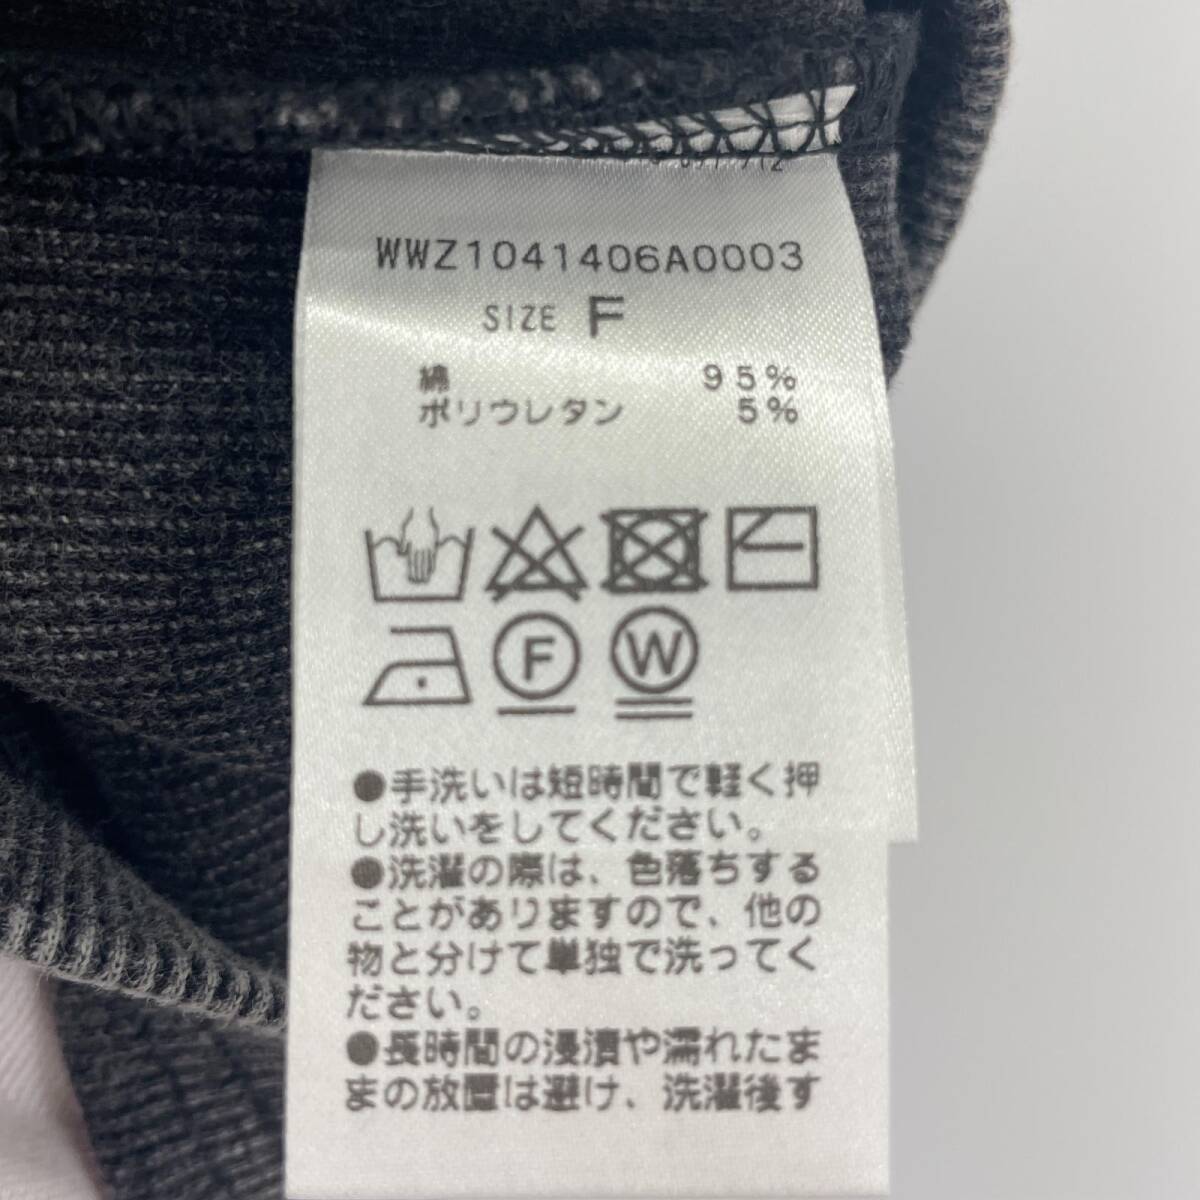 WWZ1041406A0003
SIZE F
綿 95%
ポリウレタン 5%
F W
●手洗いは短時間で軽く押
し洗いをしてください。
●洗濯の際は、色落ちする
ことがありますので、他の
物と分けて単独で洗ってく
ださい。
●長時間の浸漬や濡れたま
まの放置は避け、洗濯後す